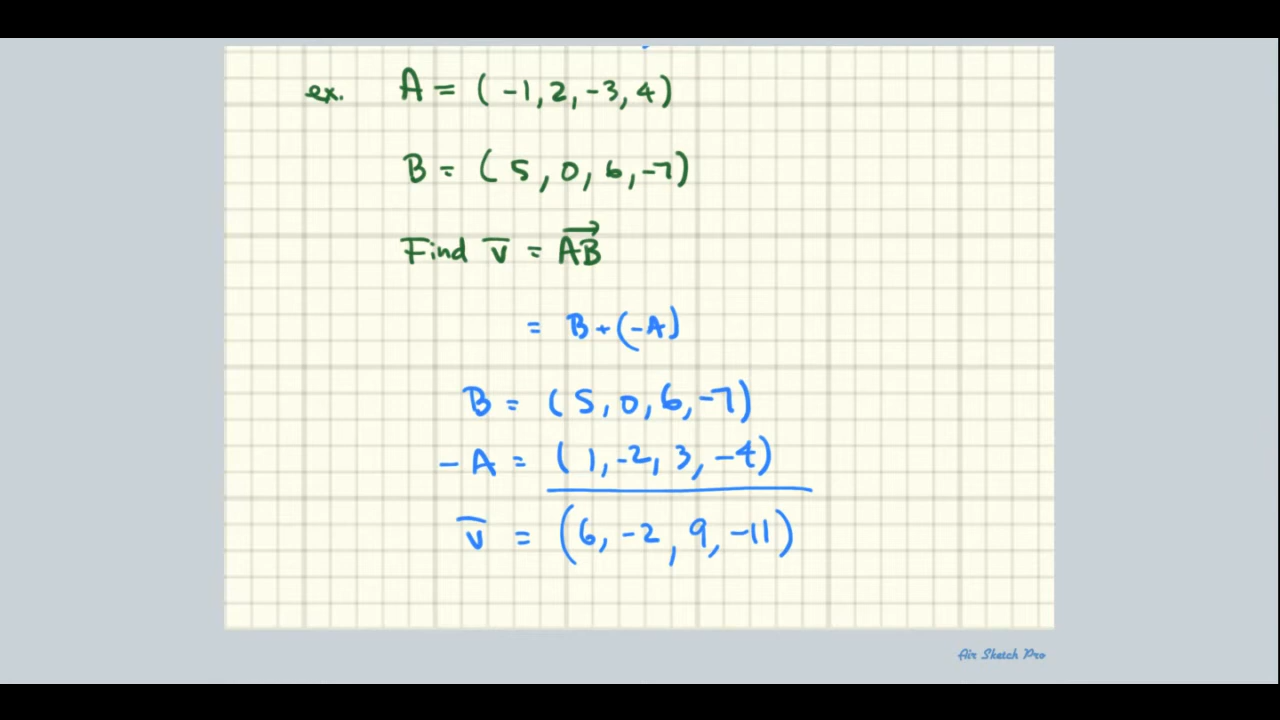 ex. A = ( -1, 2, -3, 4)
B = ( 5, 0, 6, -7)
Find v̅ = A⃗B⃗
= B + (-A)
B = ( 5, 0, 6, -7)
- A = ( 1, -2, 3, -4)
v̅ = (6, -2, 9, -11)
Air Sketch Pro